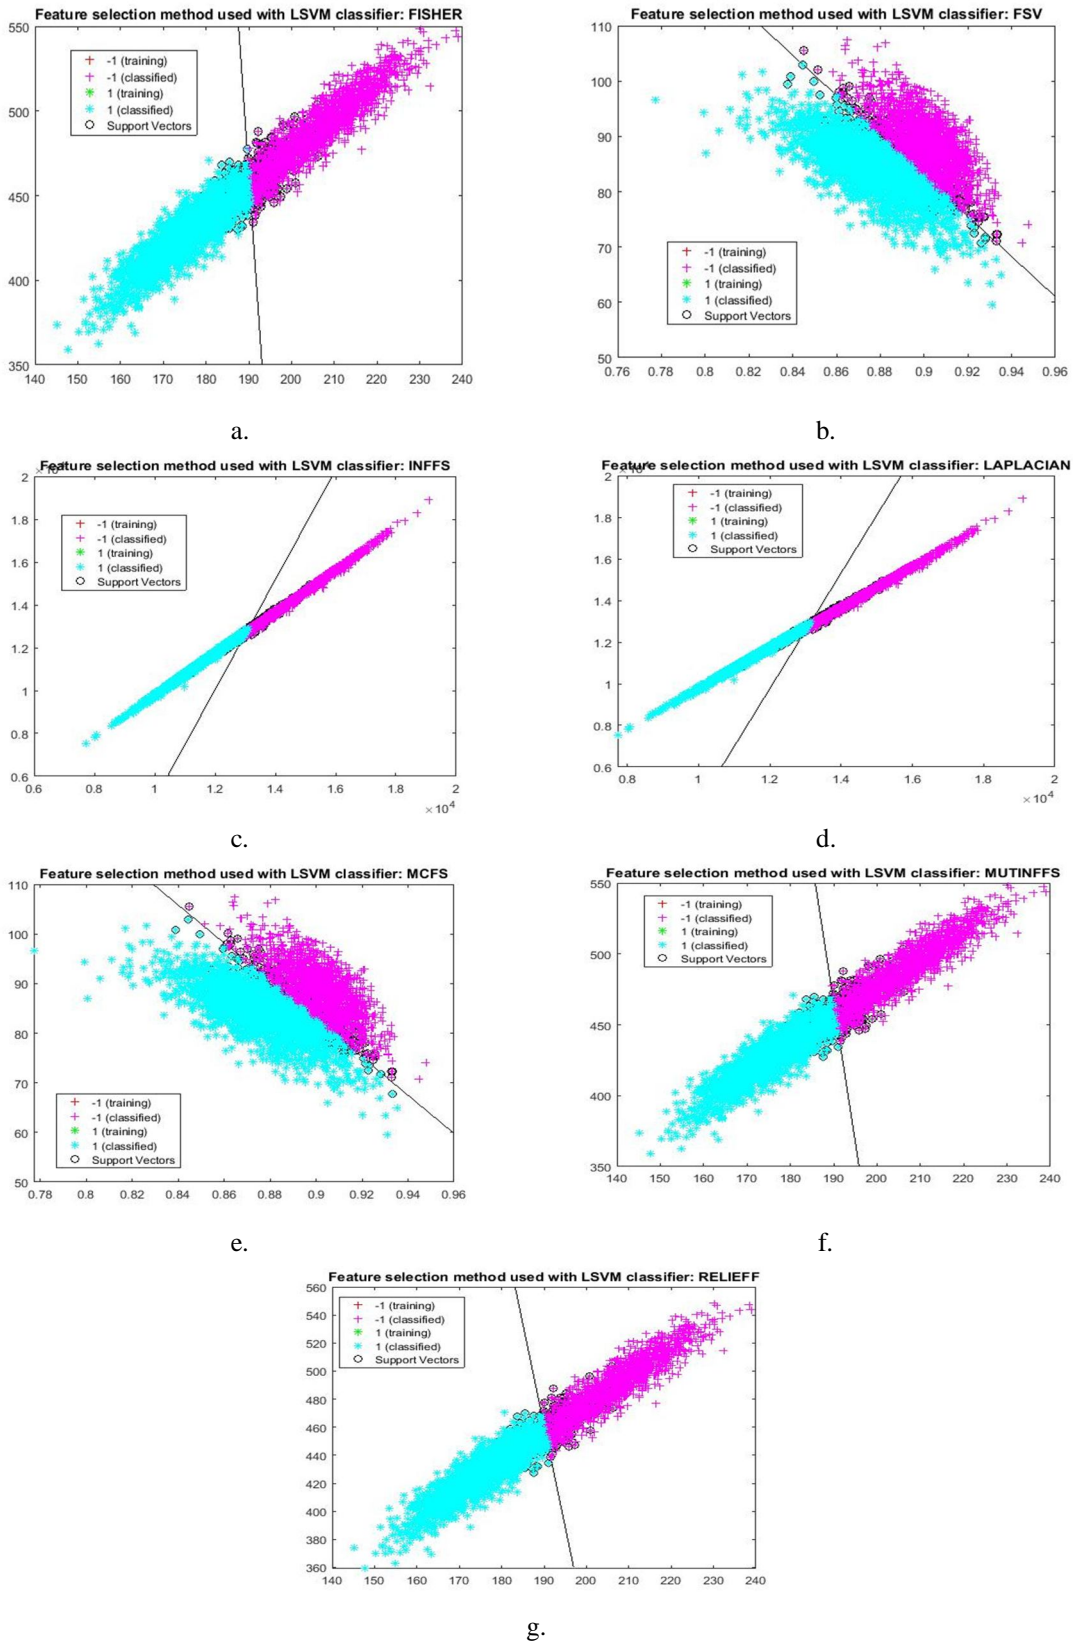 Feature selection method used with LSVM classifier: FISHER
550
500
450
400
350
140 160 180 200 220 240
-1 (training)
-1 (classified)
1 (training)
1 (classified)
Support Vectors
a.
Feature selection method used with LSVM classifier: FSV
110
100
90
80
70
60
50
0.76 0.78 0.8 0.82 0.84 0.86 0.88 0.9 0.92 0.94 0.96
-1 (training)
-1 (classified)
1 (training)
1 (classified)
Support Vectors
b.
Feature selection method used with LSVM classifier: INFFS
2
1.8
1.6
1.4
1.2
1
0.8
0.6
0.6 0.8 1 1.2 1.4 1.6 1.8 2
×10⁴
-1 (training)
-1 (classified)
1 (training)
1 (classified)
Support Vectors
c.
Feature selection method used with LSVM classifier: LAPLACIAN
2
1.8
1.6
1.4
1.2
1
0.8
0.6
0.8 1 1.2 1.4 1.6 1.8 2
×10⁴
-1 (training)
-1 (classified)
1 (training)
1 (classified)
Support Vectors
d.
Feature selection method used with LSVM classifier: MCFS
110
100
90
80
70
60
50
0.78 0.8 0.82 0.84 0.86 0.88 0.9 0.92 0.94 0.96
-1 (training)
-1 (classified)
1 (training)
1 (classified)
Support Vectors
e.
Feature selection method used with LSVM classifier: MUTINFFS
550
500
450
400
350
140 150 160 170 180 190 200 210 220 230 240
-1 (training)
-1 (classified)
1 (training)
1 (classified)
Support Vectors
f.
Feature selection method used with LSVM classifier: RELIEFF
560
540
520
500
480
460
440
420
400
380
360
140 150 160 170 180 190 200 210 220 230 240
-1 (training)
-1 (classified)
1 (training)
1 (classified)
Support Vectors
g.